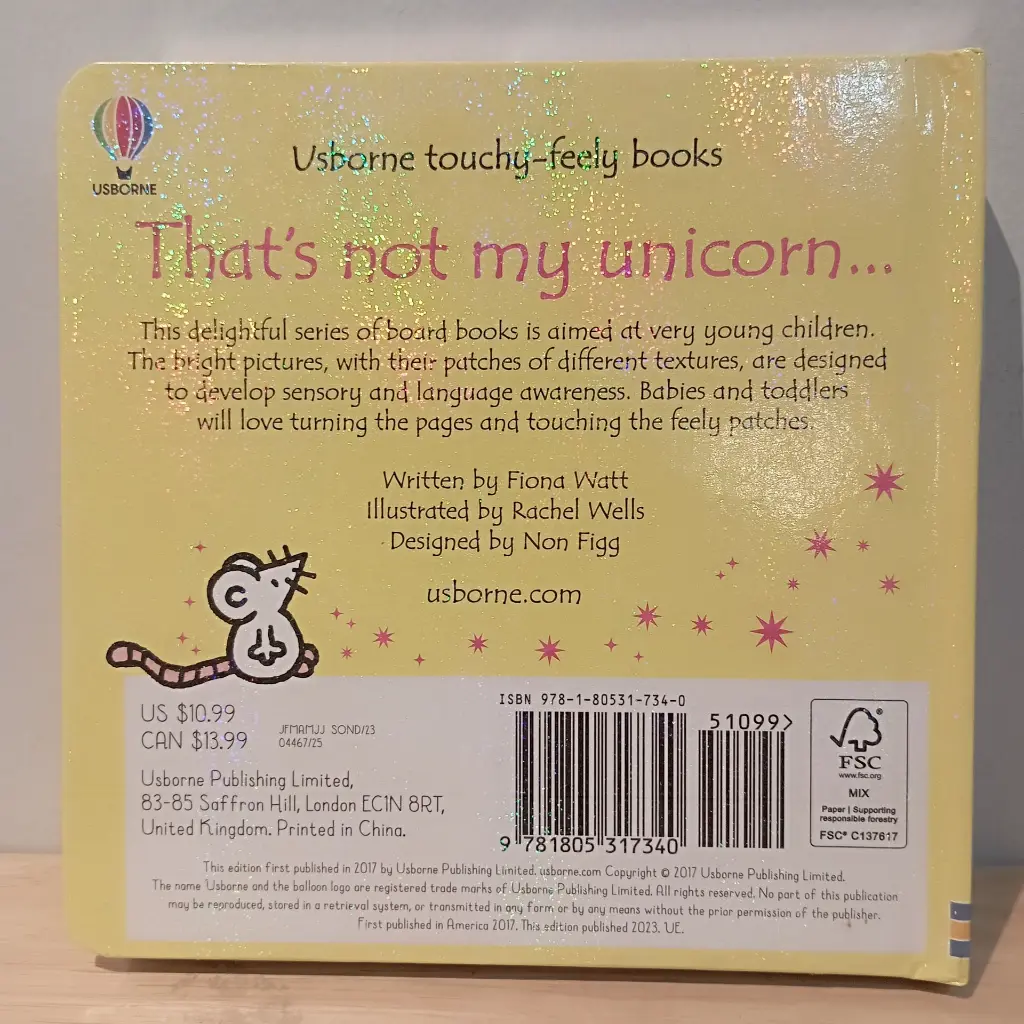 USBORNE
Usborne touchy-feely books
That's not my unicorn...
This delightful series of board books is aimed at very young children.
The bright pictures, with their patches of different textures, are designed
to develop sensory and language awareness. Babies and toddlers
will love turning the pages and touching the feely patches.
Written by Fiona Watt
Illustrated by Rachel Wells
Designed by Non Figg
usborne.com
US $10.99
CAN $13.99
JFMAMJJ SOND/23
04467/25
Usborne Publishing Limited,
83-85 Saffron Hill, London EC1N 8RT,
United Kingdom. Printed in China.
ISBN 978-1-80531-734-0
51099>
9 781805 317340
FSC®
www.fsc.org
MIX
Paper | Supporting
responsible forestry
FSC® C137617
This edition first published in 2017 by Usborne Publishing Limited. usborne.com Copyright © 2017 Usborne Publishing Limited.
The name Usborne and the balloon logo are registered trade marks of Usborne Publishing Limited. All rights reserved. No part of this publication
may be reproduced, stored in a retrieval system, or transmitted in any form or by any means without the prior permission of the publisher.
First published in America 2017. This edition published 2023. UE.